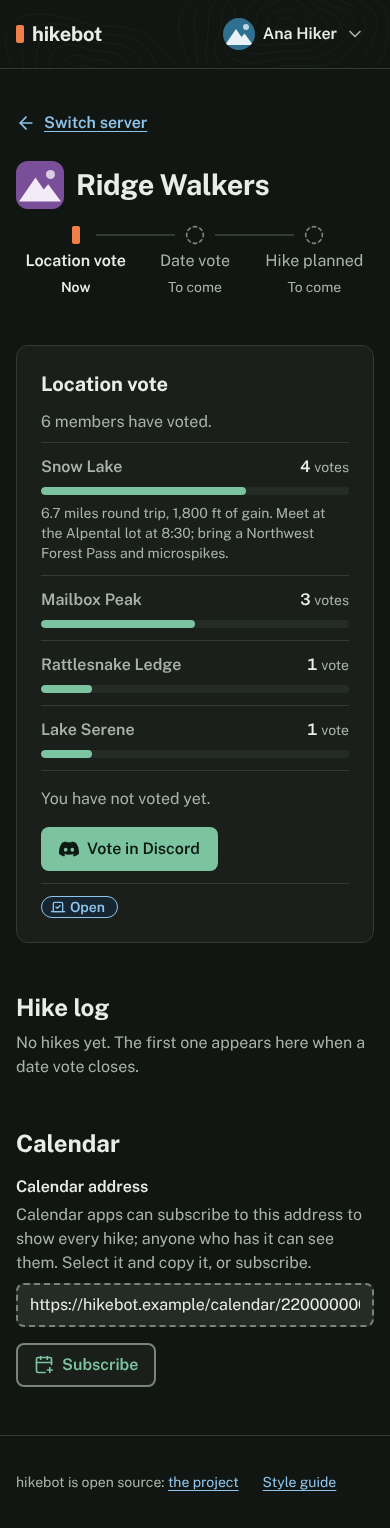 hikebot
Ana Hiker
Switch server
Ridge Walkers
Location vote
Date vote
Hike planned
Now
To come
To come
Location vote
6 members have voted.
Snow Lake
4 votes
6.7 miles round trip, 1,800 ft of gain. Meet at
the Alpental lot at 8:30; bring a Northwest
Forest Pass and microspikes.
Mailbox Peak
3 votes
Rattlesnake Ledge
1 vote
Lake Serene
1 vote
You have not voted yet.
Vote in Discord
Open
Hike log
No hikes yet. The first one appears here when a
date vote closes.
Calendar
Calendar address
Calendar apps can subscribe to this address to
show every hike; anyone who has it can see
them. Select it and copy it, or subscribe.
https://hikebot.example/calendar/22000000
Subscribe
hikebot is open source: the project
Style guide